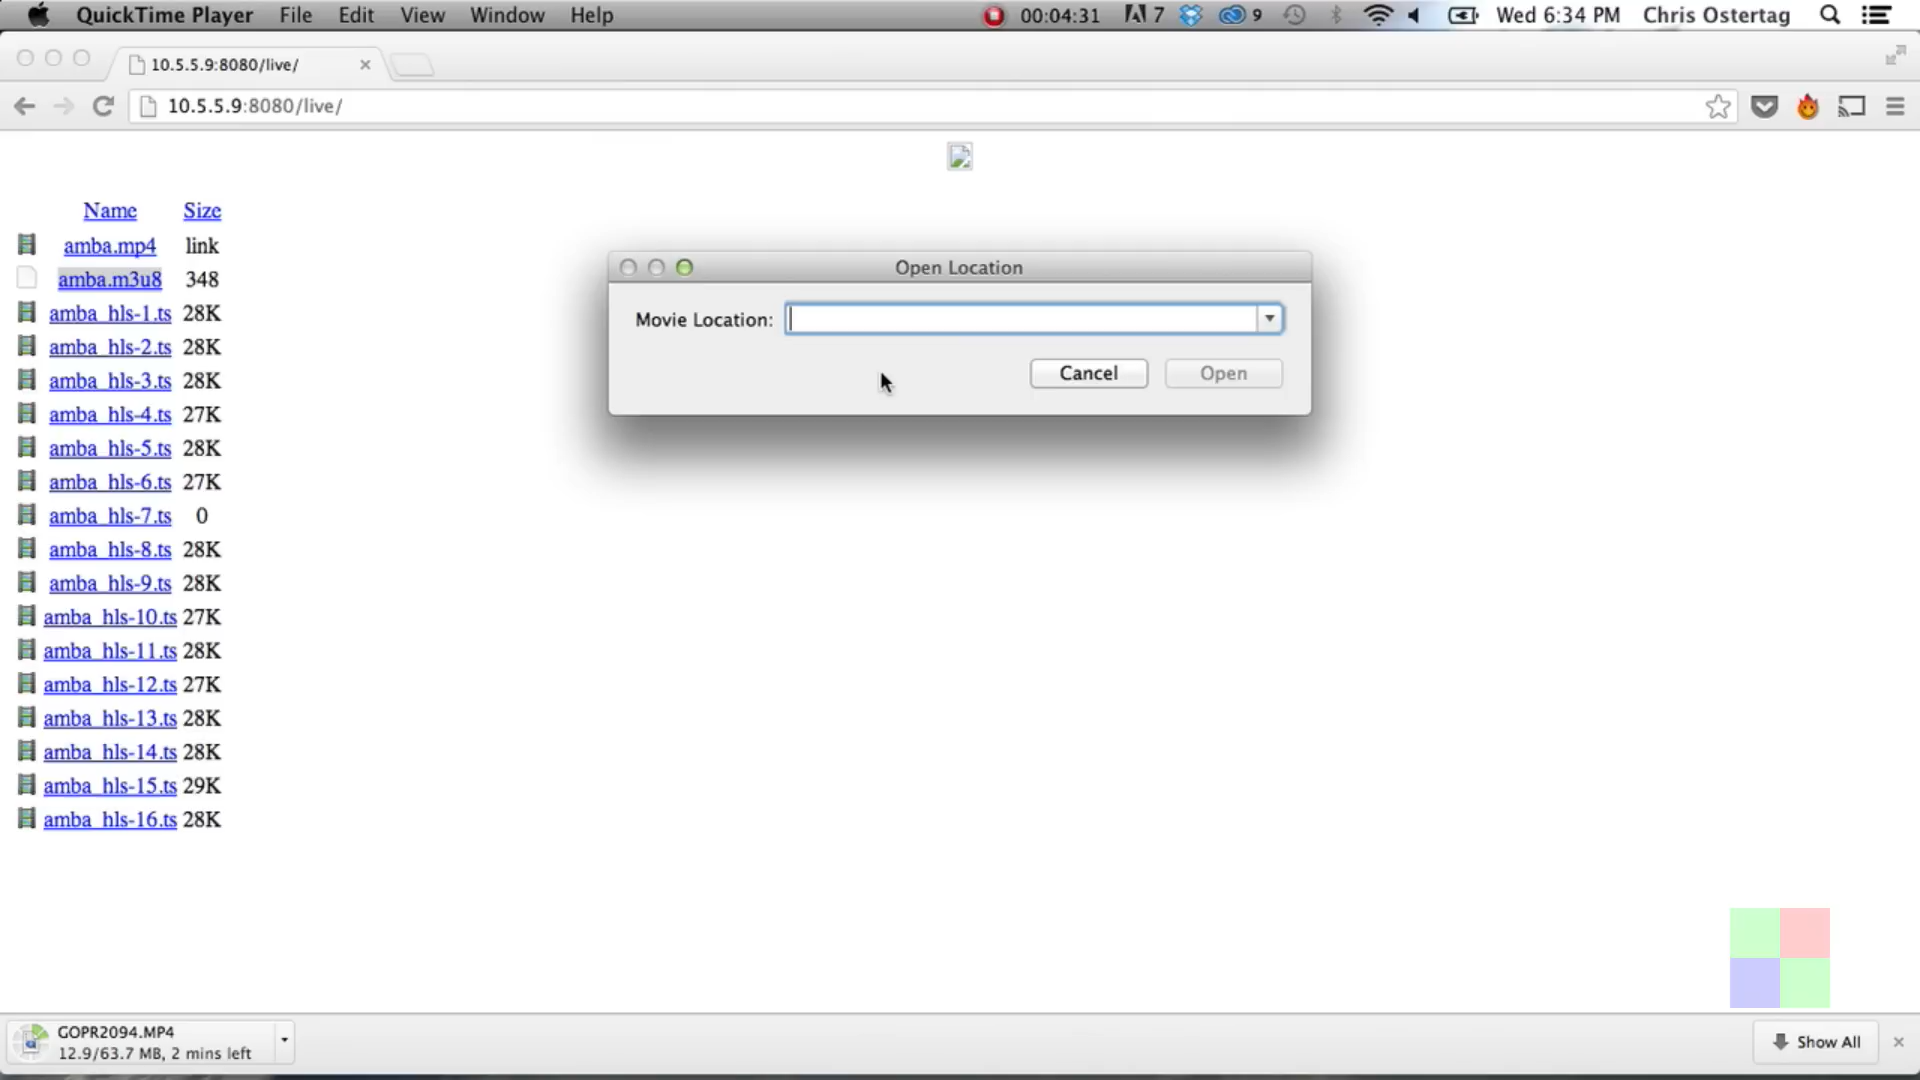 QuickTime Player File Edit View Window Help 00:04:31 7 9 Wed 6:34 PM Chris Ostertag
10.5.5.9:8080/live/
10.5.5.9:8080/live/
Name Size
amba.mp4 link
amba.m3u8 348
amba_hls-1.ts 28K
amba_hls-2.ts 28K
amba_hls-3.ts 28K
amba_hls-4.ts 27K
amba_hls-5.ts 28K
amba_hls-6.ts 27K
amba_hls-7.ts 0
amba_hls-8.ts 28K
amba_hls-9.ts 28K
amba_hls-10.ts 27K
amba_hls-11.ts 28K
amba_hls-12.ts 27K
amba_hls-13.ts 28K
amba_hls-14.ts 28K
amba_hls-15.ts 29K
amba_hls-16.ts 28K
Open Location
Movie Location:
Cancel Open
GOPR2094.MP4
12.9/63.7 MB, 2 mins left
Show All